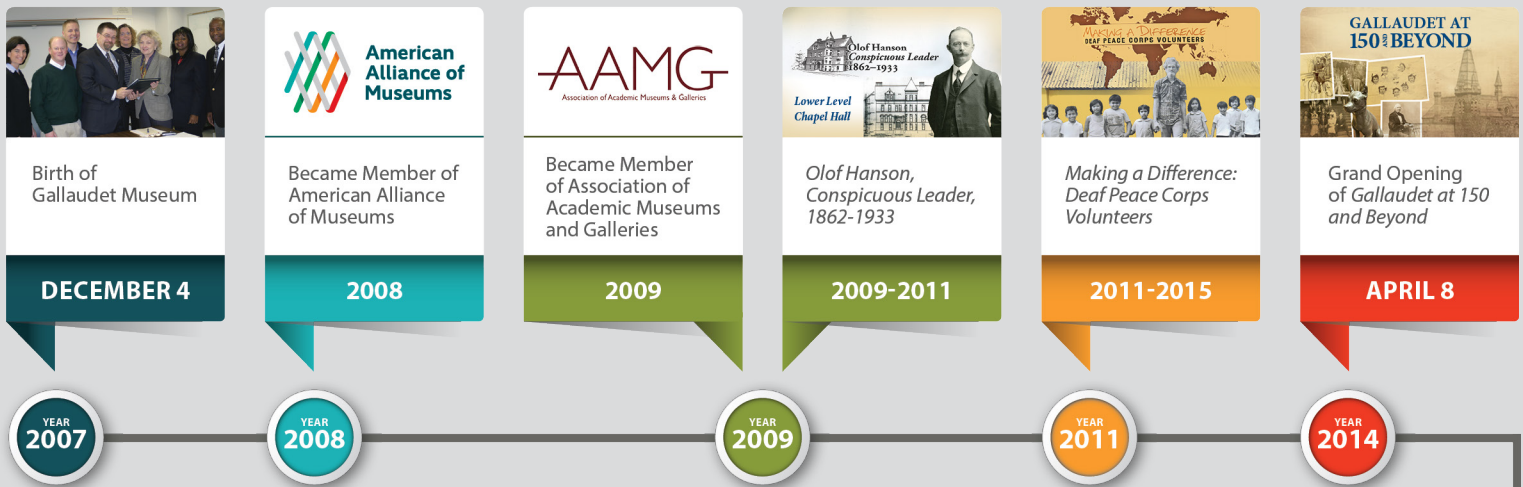 Birth of
Gallaudet Museum
DECEMBER 4
American
Alliance of
Museums
Became Member of
American Alliance
of Museums
2008
AAMG
Association of Academic Museums & Galleries
Became Member
of Association of
Academic Museums
and Galleries
2009
Olof Hanson
Conspicuous Leader
1862–1933
Lower Level
Chapel Hall
Olof Hanson,
Conspicuous Leader,
1862-1933
2009-2011
MAKING A DIFFERENCE
DEAF PEACE CORPS VOLUNTEERS
Making a Difference:
Deaf Peace Corps
Volunteers
2011-2015
GALLAUDET AT
150 AND BEYOND
Grand Opening
of Gallaudet at 150
and Beyond
APRIL 8
YEAR
2007
YEAR
2008
YEAR
2009
YEAR
2011
YEAR
2014